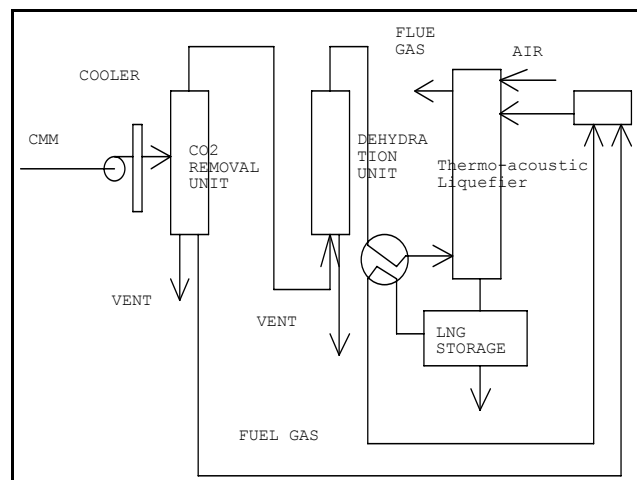 FLUE
GAS
AIR
COOLER
CMM
CO2
REMOVAL
UNIT
DEHYDRA
TION
UNIT
Thermo-acoustic
Liquefier
VENT
VENT
LNG
STORAGE
FUEL GAS